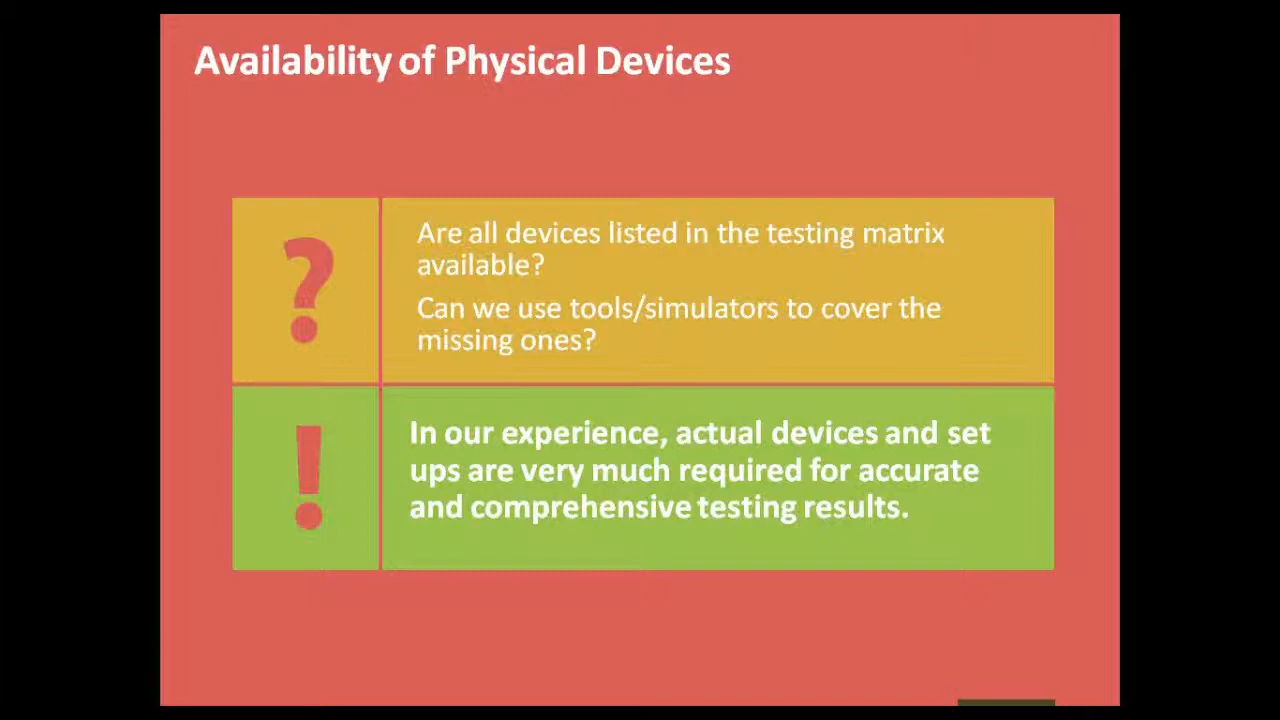 Availability of Physical Devices
?
Are all devices listed in the testing matrix
available?
Can we use tools/simulators to cover the
missing ones?
!
In our experience, actual devices and set
ups are very much required for accurate
and comprehensive testing results.